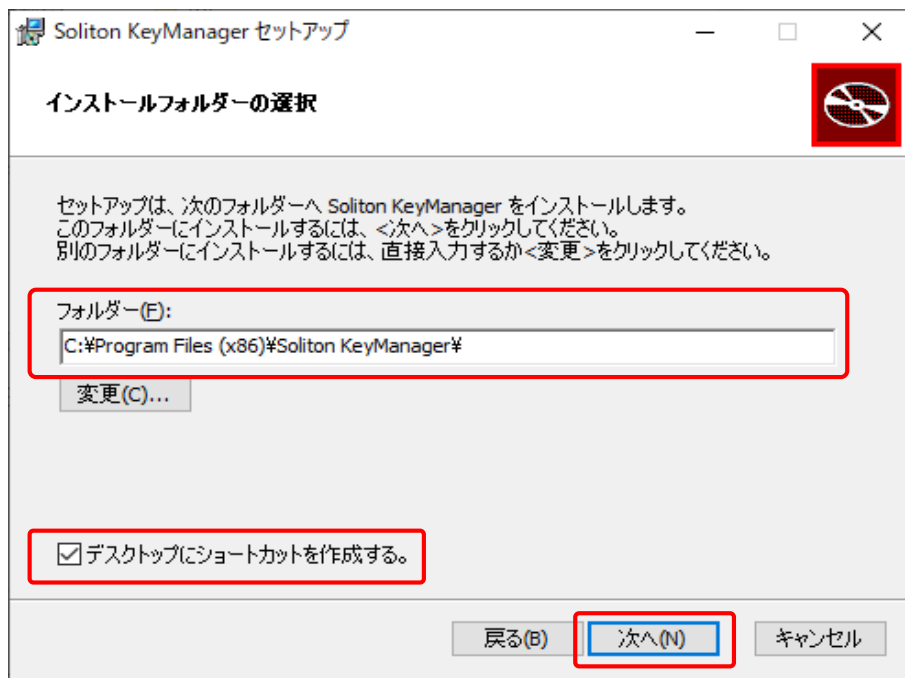 Soliton KeyManager セットアップ
インストールフォルダーの選択
セットアップは、次のフォルダーへ Soliton KeyManager をインストールします。
このフォルダーにインストールするには、<次へ>をクリックしてください。
別のフォルダーにインストールするには、直接入力するか<変更>をクリックしてください。
フォルダー(F):
C:¥Program Files (x86)¥Soliton KeyManager¥
変更(C)...
デスクトップにショートカットを作成する。
戻る(B) 次へ(N) キャンセル